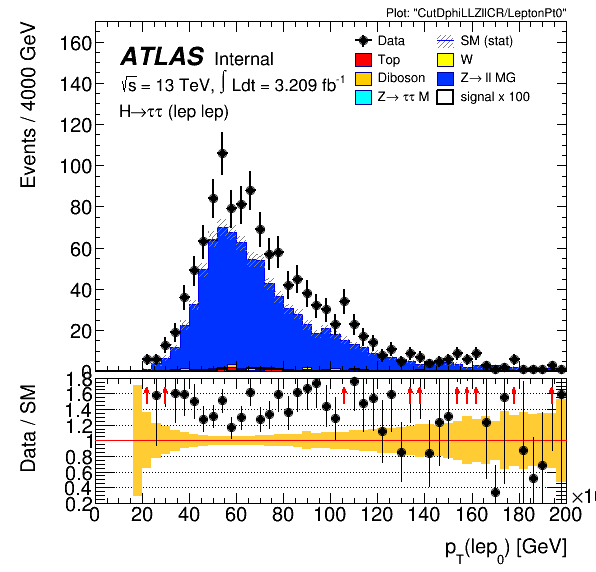 Plot: "CutDphiLLZllCR/LeptonPt0"
Events / 4000 GeV
160
140
120
100
80
60
40
20
0
ATLAS Internal
√s = 13 TeV, ∫ Ldt = 3.209 fb⁻¹
H→ττ (lep lep)
Data
SM (stat)
Top
W
Diboson
Z→ ll MG
Z→ ττ M
signal x 100
Data / SM
1.8
1.6
1.4
1.2
1
0.8
0.6
0.4
0.2
0 20 40 60 80 100 120 140 160 180 200
p_T(lep_0) [GeV]